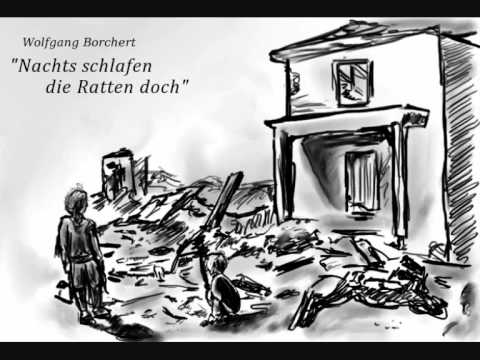 Wolfgang Borchert
"Nachts schlafen
die Ratten doch"